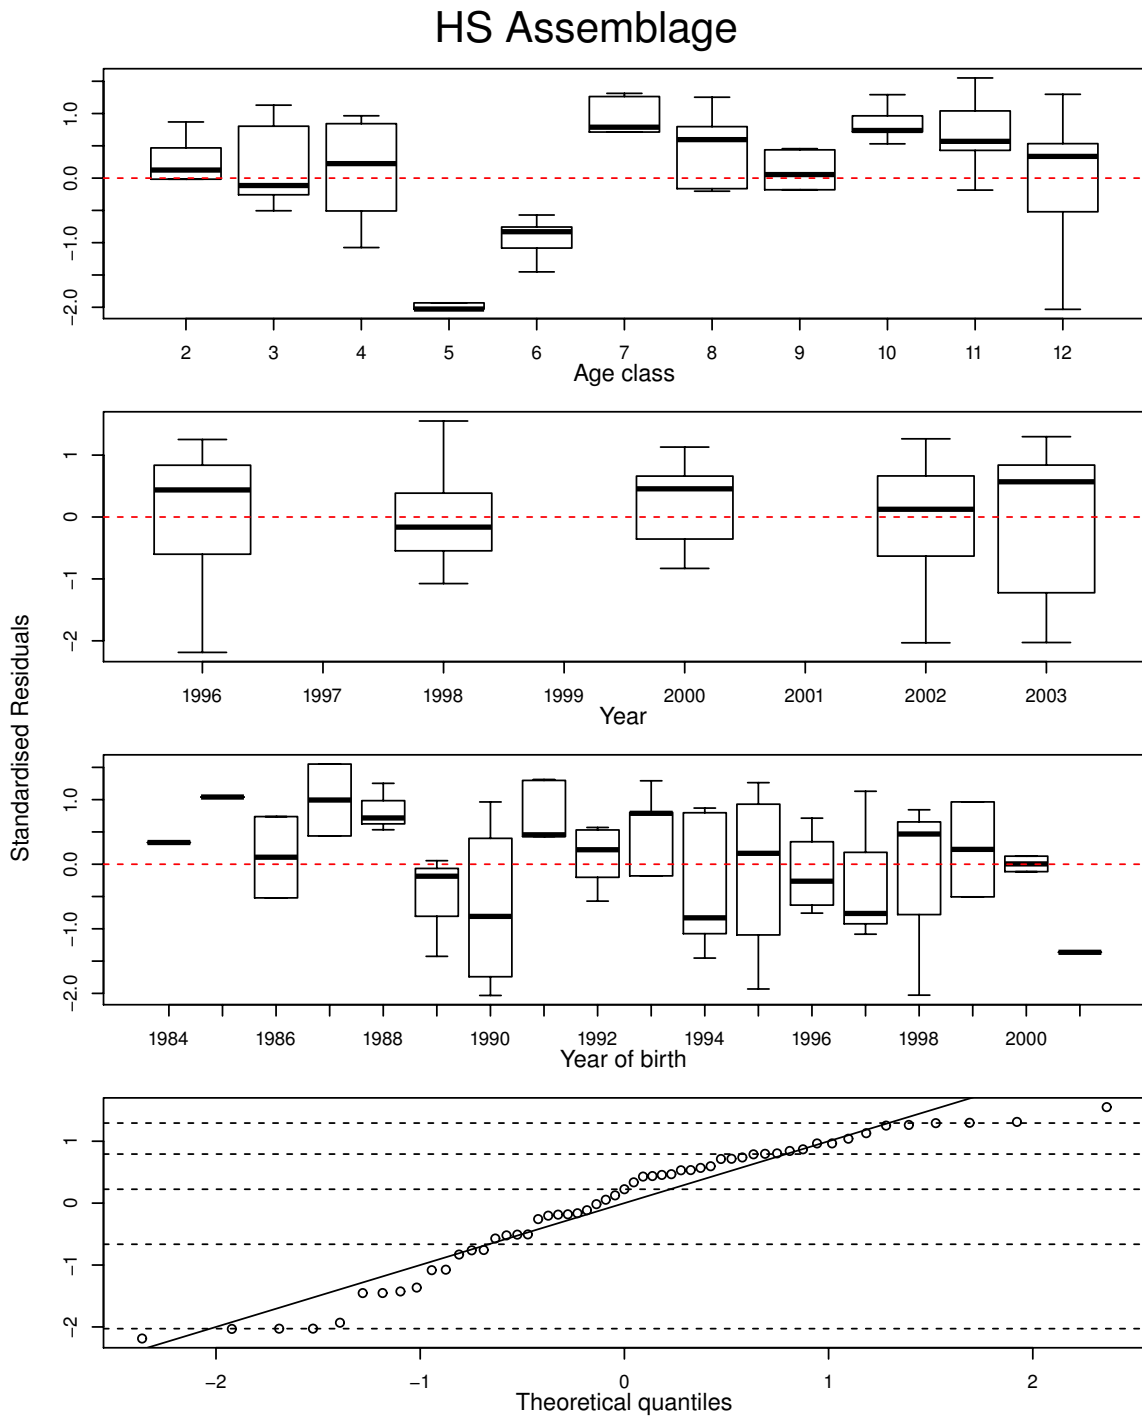 HS Assemblage
Standardised Residuals
1.0
0.0
−1.0
−2.0
2 3 4 5 6 7 8 9 10 11 12
Age class
1
0
−1
−2
1996 1997 1998 1999 2000 2001 2002 2003
Year
1.0
0.0
−1.0
−2.0
1984 1986 1988 1990 1992 1994 1996 1998 2000
Year of birth
1
0
−1
−2
−2 −1 0 1 2
Theoretical quantiles